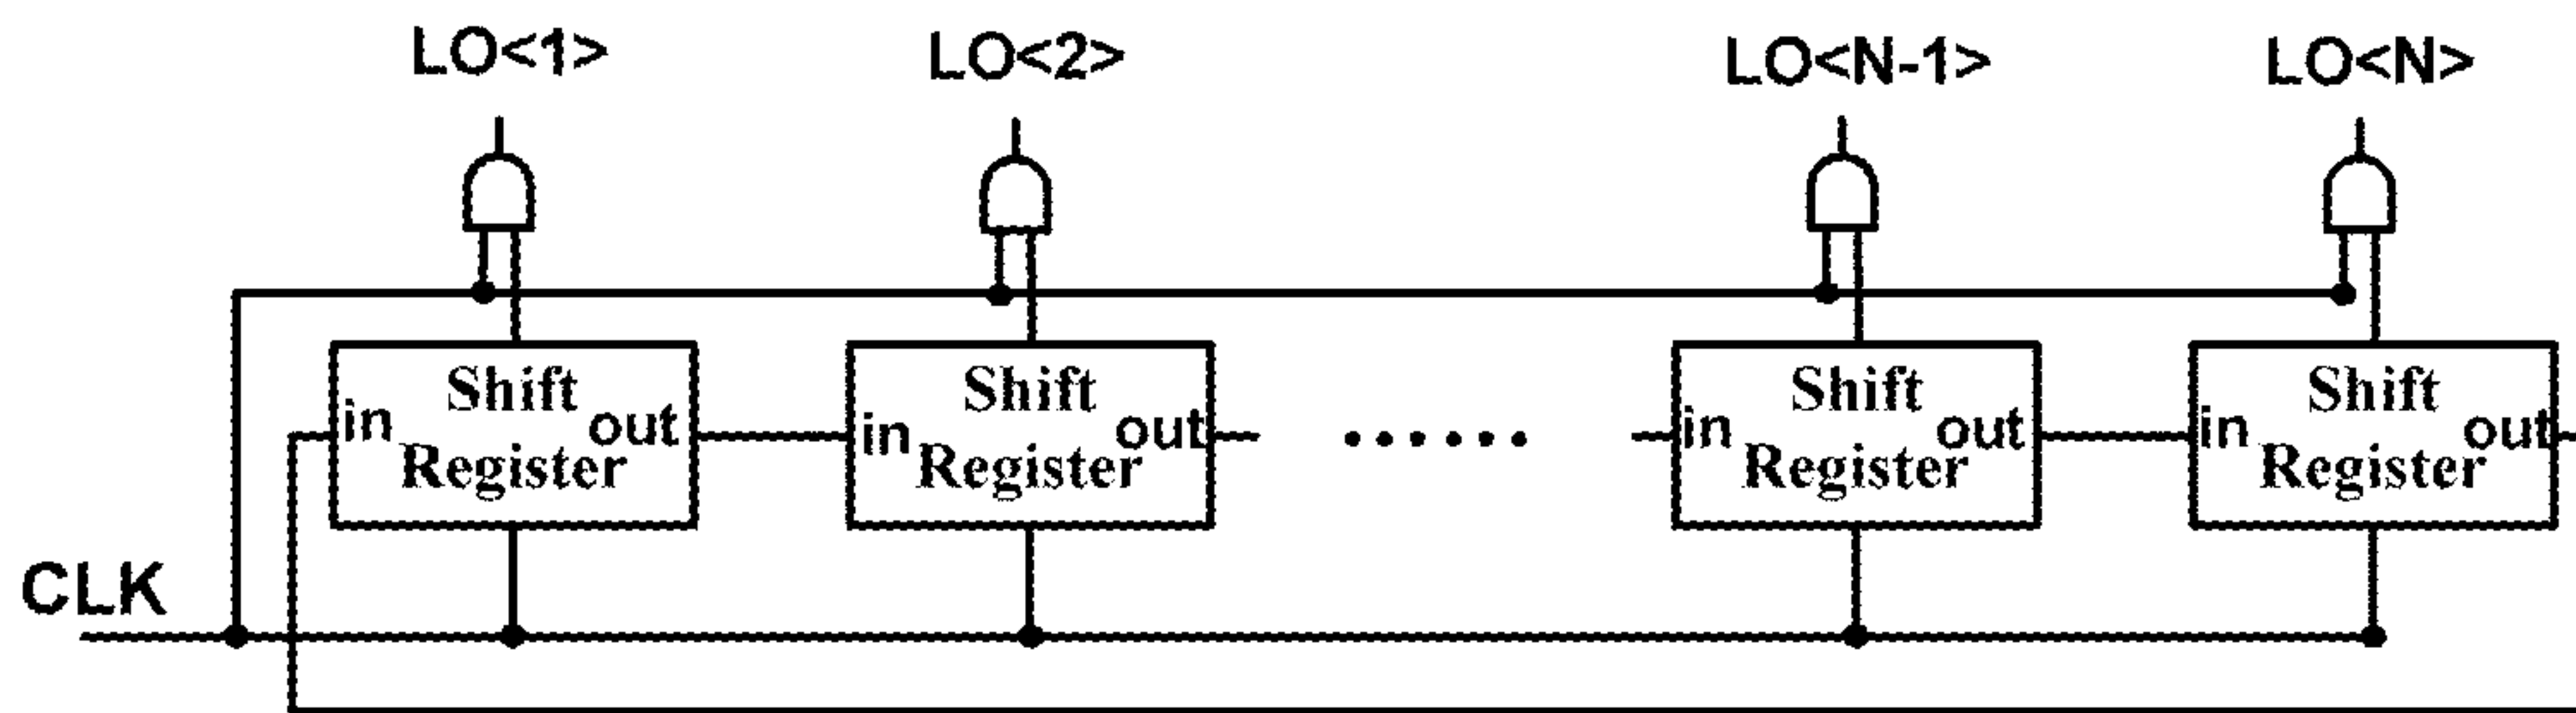 LO<1> LO<2> LO<N-1> LO<N>
Shift Shift Shift Shift
in out in out in out in out
Register Register Register Register
CLK